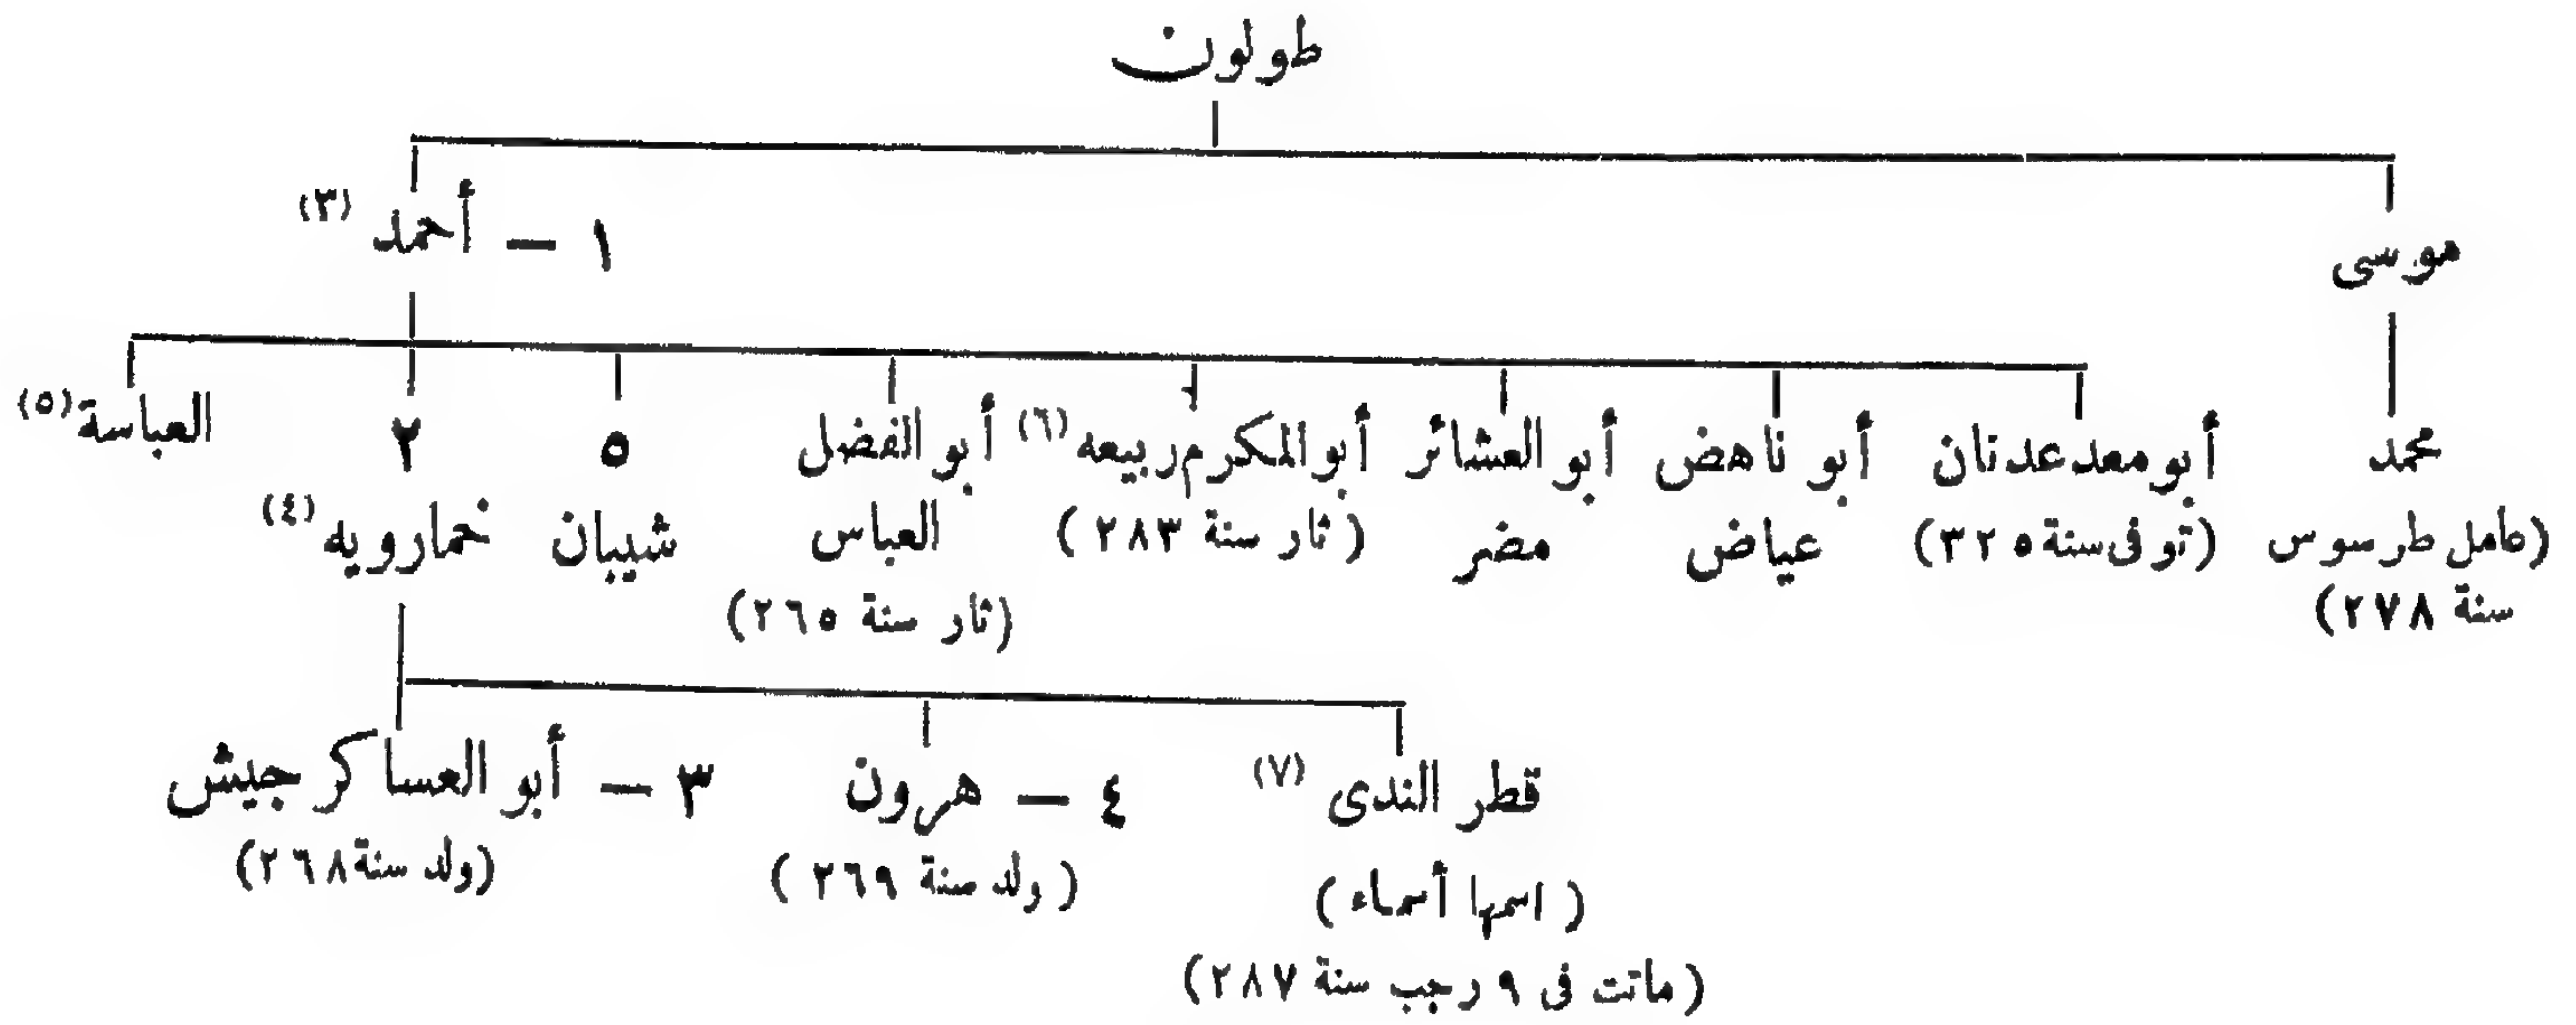 طولون
موسى
١ — أحمد (٣)
محمد
(عامل طرسوس
سنة ٢٧٨)
أبو معد عدنان
(توفى سنة ٣٢٥)
أبو ناهض
عياض
أبو العشائر
مضر
أبو المكرم ربيعه (٦)
(ثار سنة ٢٨٣)
أبو الفضل
العباس
(ثار سنة ٢٦٥)
٥
شيبان
٢
خمارويه (٤)
العباسة (٥)
قطر الندى (٧)
(اسمها أسماء)
(ماتت فى ٩ رجب سنة ٢٨٧)
٤ — هرون
(ولد سنة ٢٦٩)
٣ — أبو العساكر جيش
(ولد سنة ٢٦٨)